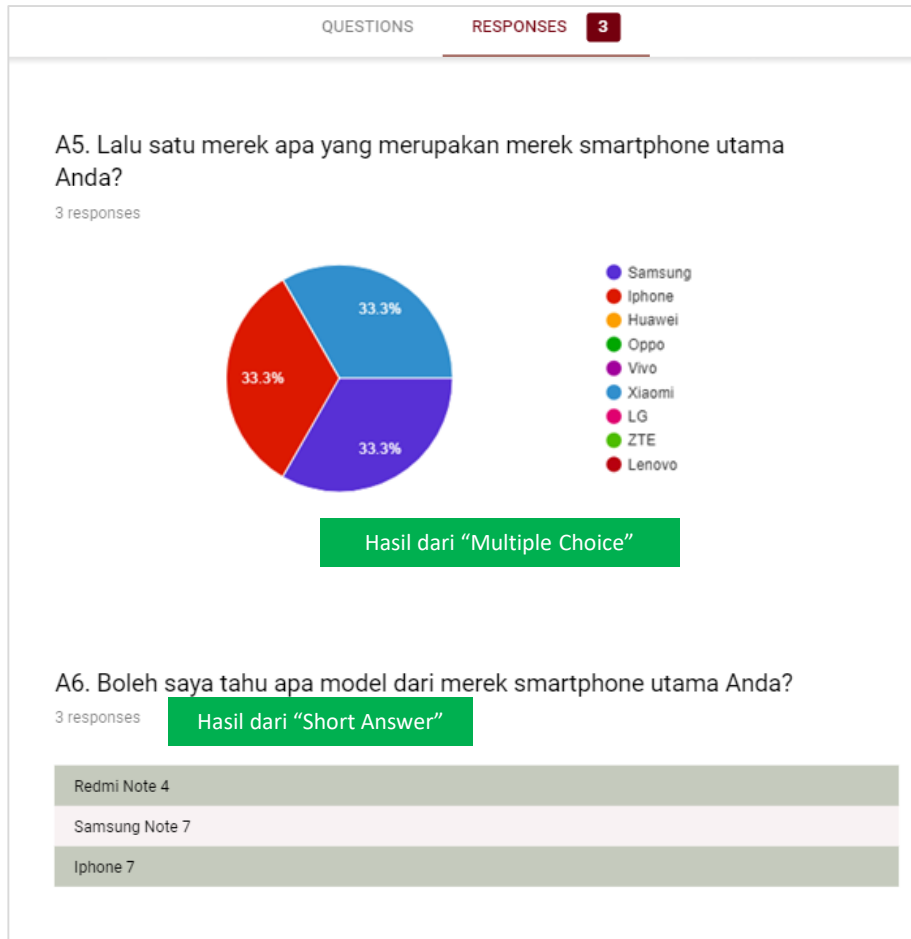 QUESTIONS RESPONSES 3
A5. Lalu satu merek apa yang merupakan merek smartphone utama
Anda?
3 responses
33.3%
33.3%
33.3%
Samsung
Iphone
Huawei
Oppo
Vivo
Xiaomi
LG
ZTE
Lenovo
Hasil dari “Multiple Choice”
A6. Boleh saya tahu apa model dari merek smartphone utama Anda?
3 responses
Hasil dari “Short Answer”
Redmi Note 4
Samsung Note 7
Iphone 7